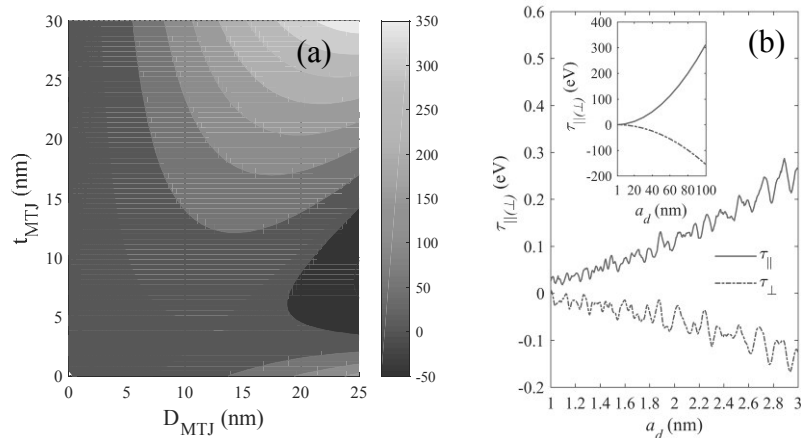 (a)
t_MTJ (nm)
30
25
20
15
10
5
0
0 5 10 15 20 25
D_MTJ (nm)
350
300
250
200
150
100
50
0
-50
(b)
τ_||(⊥) (eV)
0.6
0.5
0.4
0.3
0.2
0.1
0
-0.1
-0.2
1 1.2 1.4 1.6 1.8 2 2.2 2.4 2.6 2.8 3
a_d (nm)
τ_||(⊥) (eV)
400
300
200
100
0
-100
-200
1 20 40 60 80 100
a_d (nm)
τ_||
τ_⊥